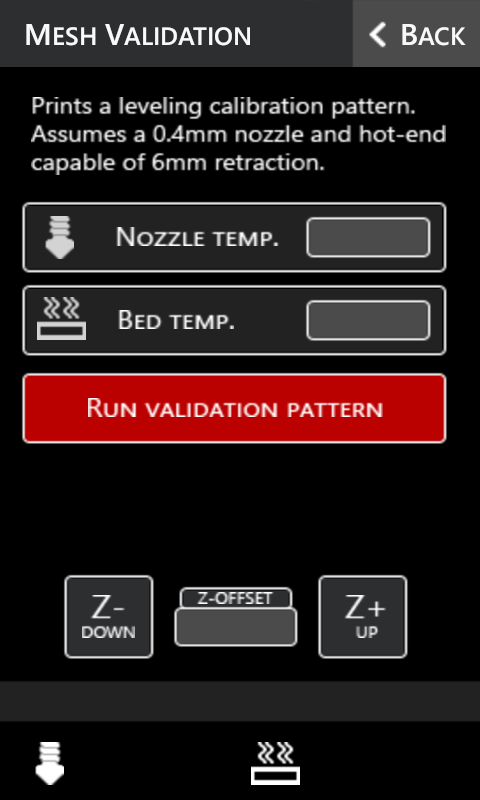 MESH VALIDATION
BACK
Prints a leveling calibration pattern.
Assumes a 0.4mm nozzle and hot-end
capable of 6mm retraction.
NOZZLE TEMP.
BED TEMP.
RUN VALIDATION PATTERN
Z-
DOWN
Z-OFFSET
Z+
UP